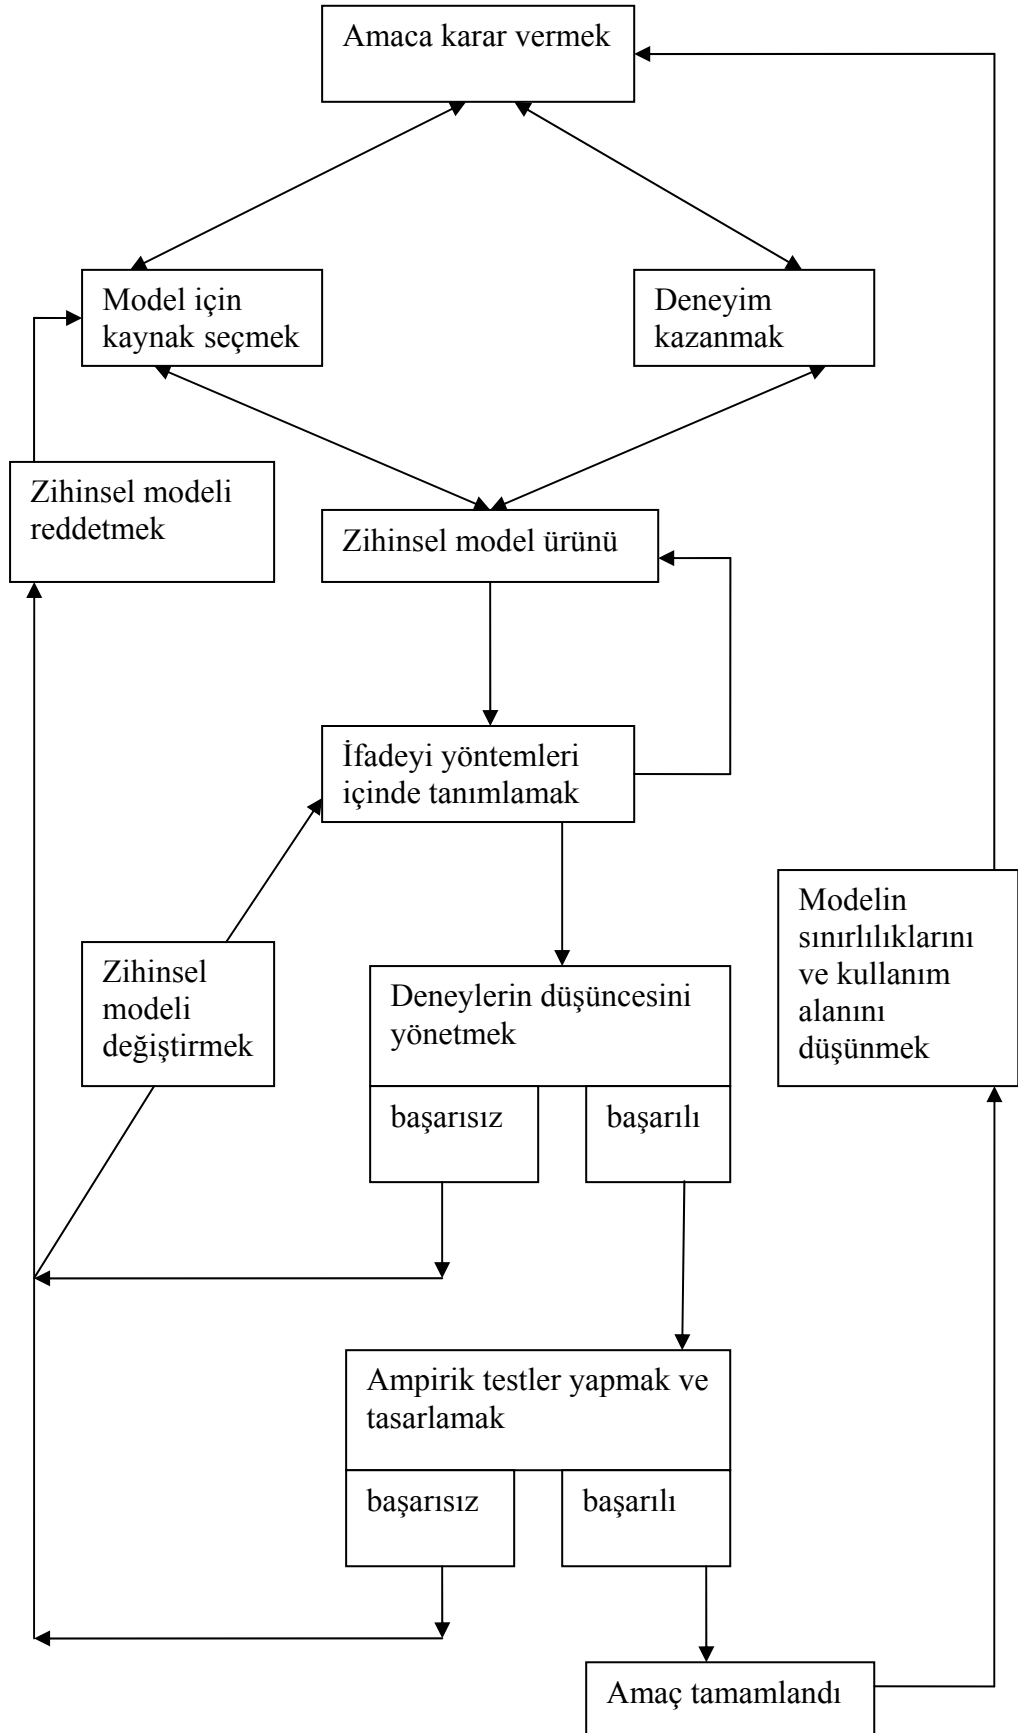 Amaca karar vermek
Model için
kaynak seçmek
Deneyim
kazanmak
Zihinsel modeli
reddetmek
Zihinsel model ürünü
İfadeyi yöntemleri
içinde tanımlamak
Modelin
sınırlılıklarını
ve kullanım
alanını
düşünmek
Zihinsel
modeli
değiştirmek
Deneylerin düşüncesini
yönetmek
başarısız
başarılı
Ampirik testler yapmak ve
tasarlamak
başarısız
başarılı
Amaç tamamlandı